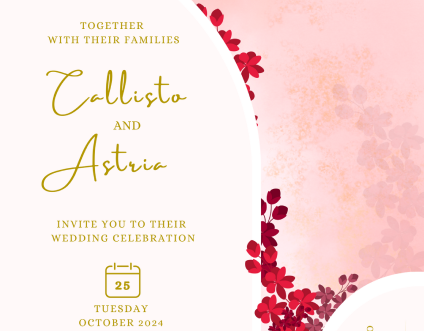 TOGETHER
WITH THEIR FAMILIES
Callisto
AND
Astria
INVITE YOU TO THEIR
WEDDING CELEBRATION
25
TUESDAY
OCTOBER 2024